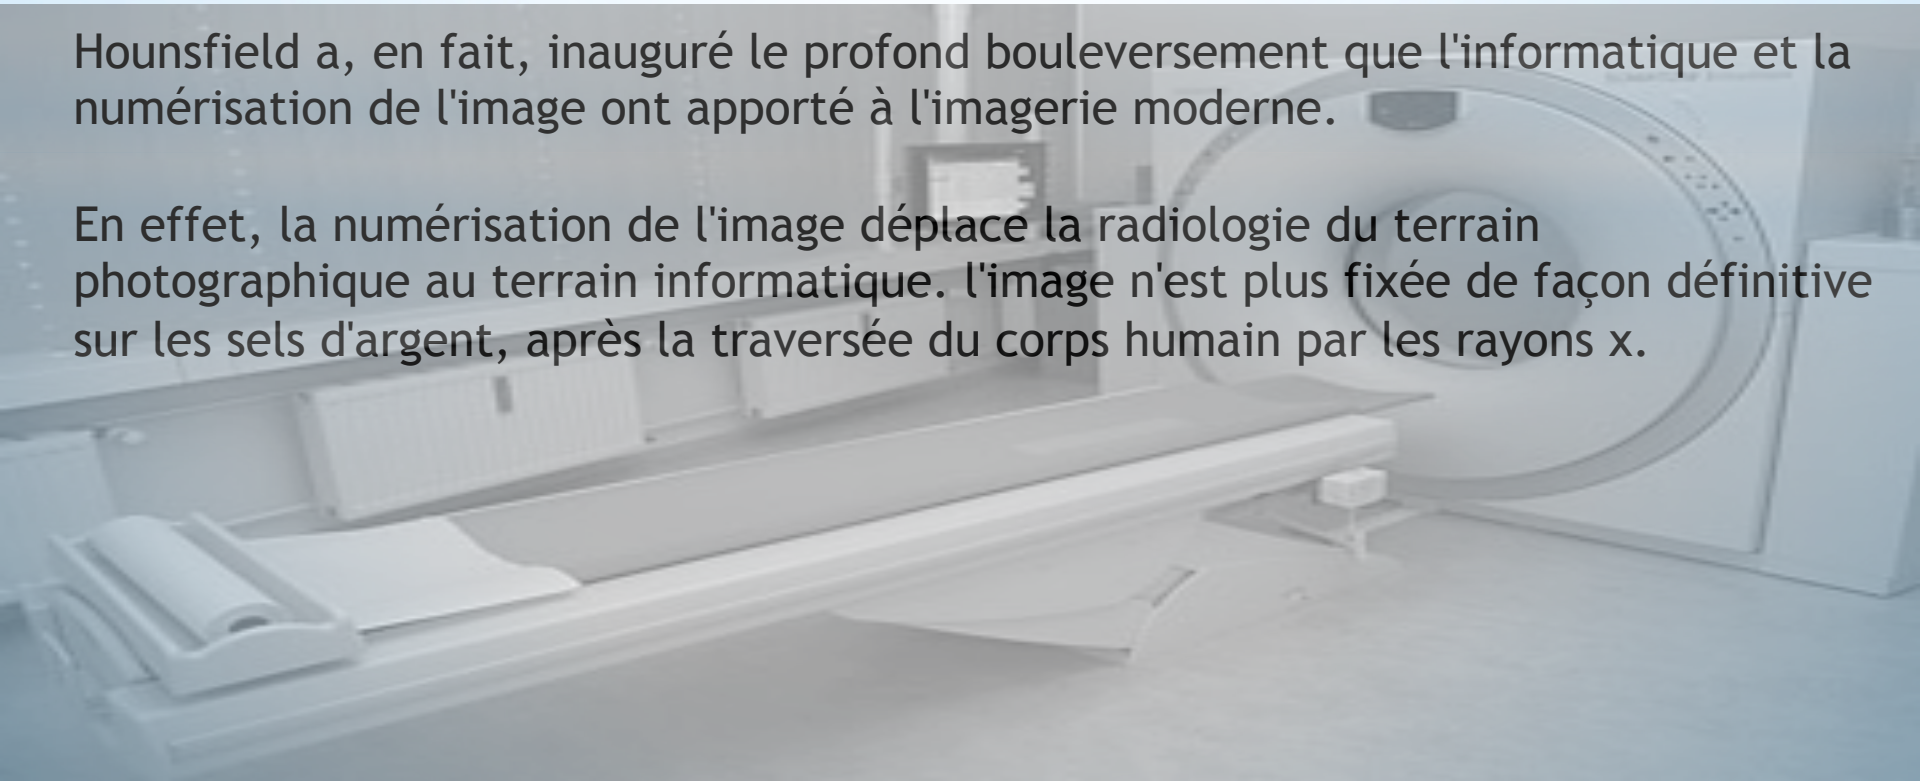 Hounsfield a, en fait, inauguré le profond bouleversement que l'informatique et la
numérisation de l'image ont apporté à l'imagerie moderne.
En effet, la numérisation de l'image déplace la radiologie du terrain
photographique au terrain informatique. l'image n'est plus fixée de façon définitive
sur les sels d'argent, après la traversée du corps humain par les rayons x.